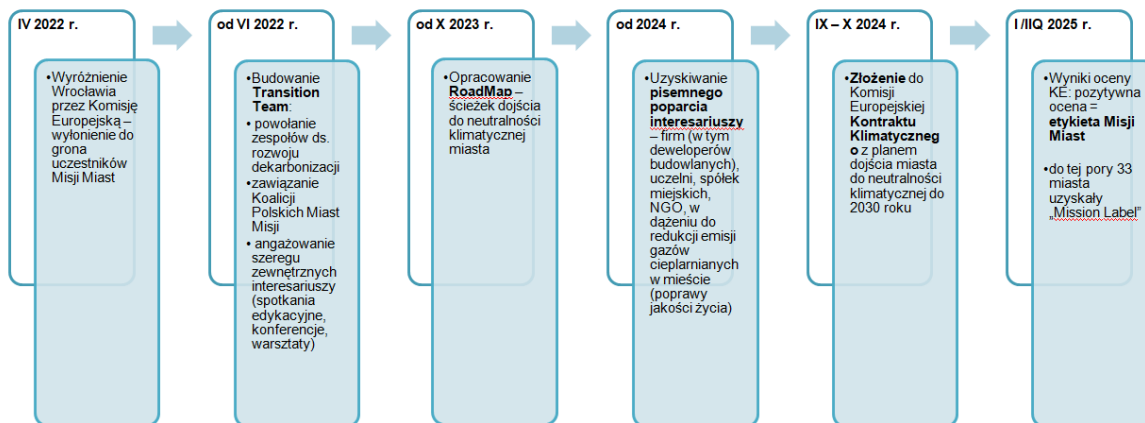 IV 2022 r.
•Wyróżnienie
Wrocławia
przez Komisję
Europejską –
wyłonienie do
grona
uczestników
Misji Miast
od VI 2022 r.
•Budowanie
Transition
Team:
• powołanie
zespołów ds.
rozwoju
dekarbonizacji
•zawiązanie
Koalicji
Polskich Miast
Misji
• angażowanie
szeregu
zewnętrznych
interesariuszy
(spotkania
edykacyjne,
konferencje,
warsztaty)
od X 2023 r.
•Opracowanie
RoadMap –
ścieżek dojścia
do neutralności
klimatycznej
miasta
od 2024 r.
•Uzyskiwanie
pisemnego
poparcia
interesariuszy
– firm (w tym
deweloperów
budowlanych),
uczelni, spółek
miejskich,
NGO, w
dążeniu do
redukcji emisji
gazów
cieplarnianych
w mieście
(poprawy
jakości życia)
IX – X 2024 r.
•Złożenie do
Komisji
Europejskiej
Kontraktu
Klimatyczneg
o z planem
dojścia miasta
do neutralności
klimatycznej do
2030 roku
I /IIQ 2025 r.
•Wyniki oceny
KE: pozytywna
ocena =
etykieta Misji
Miast
•do tej pory 33
miasta
uzyskały
„Mission Label”